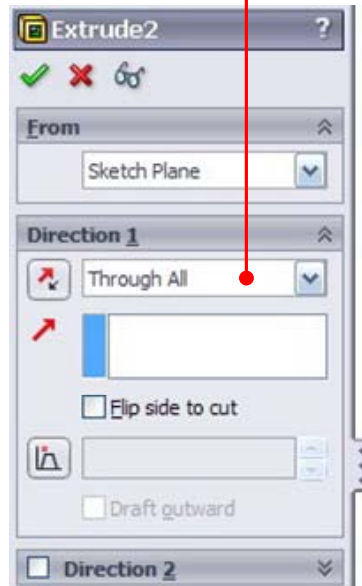 Extrude2 ?
From
Sketch Plane
Direction 1
Through All
Flip side to cut
Draft outward
Direction 2